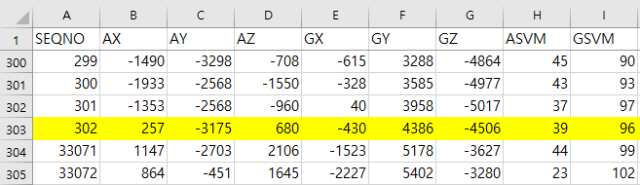 A B C D E F G H I
1 SEQNO AX AY AZ GX GY GZ ASVM GSVM
300 299 -1490 -3298 -708 -615 3288 -4864 45 90
301 300 -1933 -2568 -1550 -328 3585 -4977 43 93
302 301 -1353 -2568 -960 40 3958 -5017 37 97
303 302 257 -3175 680 -430 4386 -4506 39 96
304 33071 1147 -2703 2106 -1523 5178 -3627 44 99
305 33072 864 -451 1645 -2227 5402 -3280 23 102